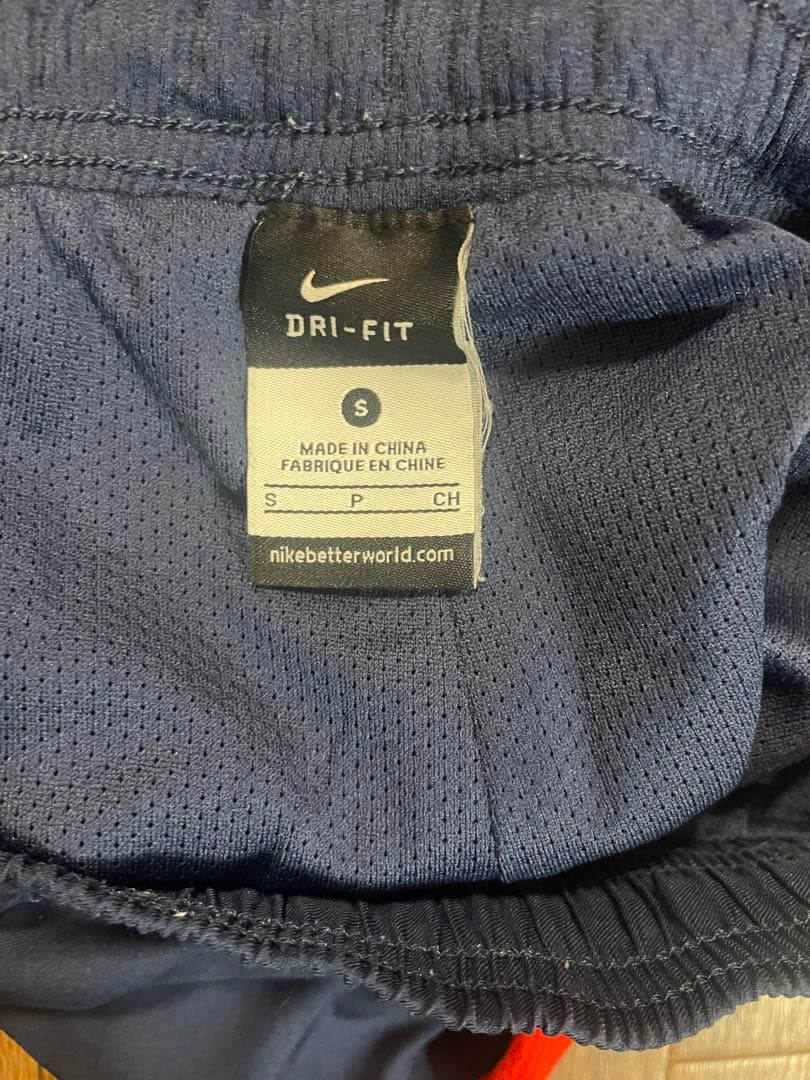 DRI-FIT
S
MADE IN CHINA
FABRIQUE EN CHINE
S P CH
nikebetterworld.com